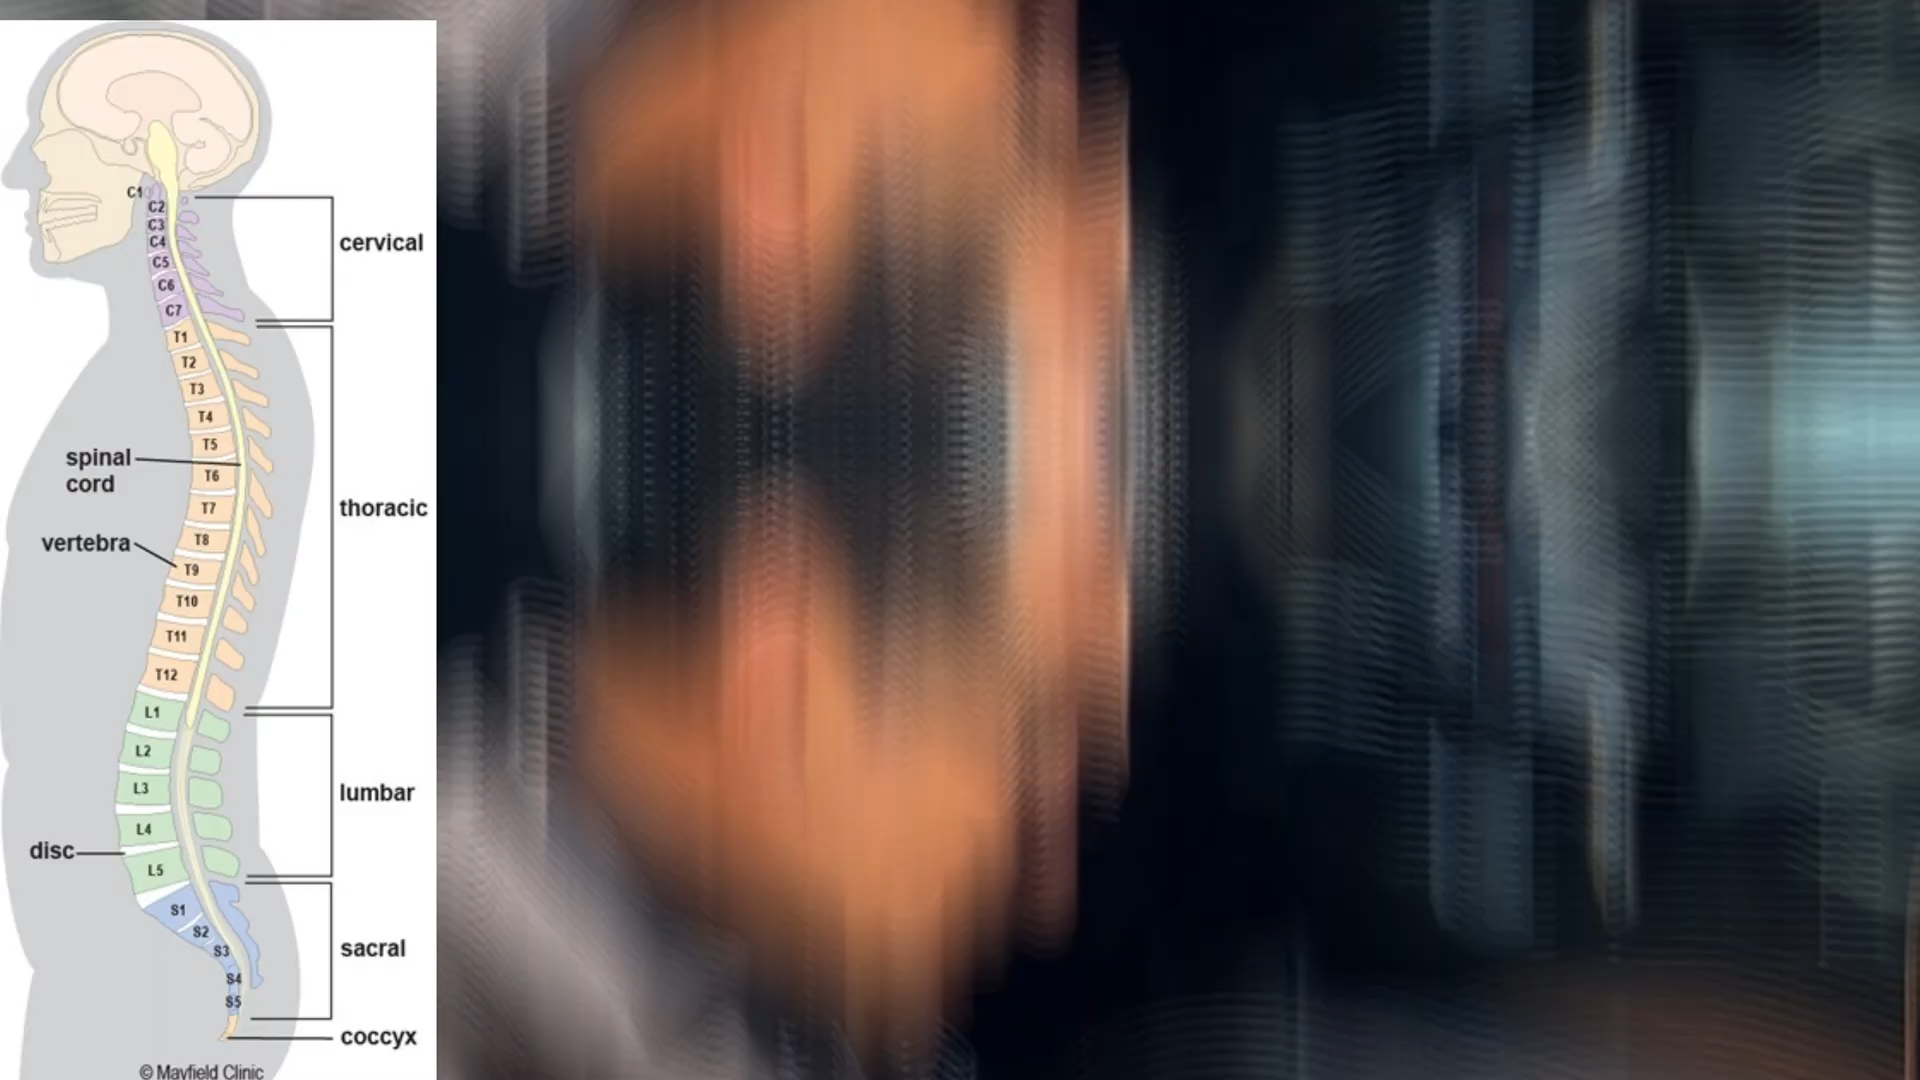 C1
C2
C3
cervical
C4
C5
C6
C7
T1
T2
T3
T4
T5
spinal
cord
T6
T7
thoracic
T8
vertebra
T9
T10
T11
T12
L1
L2
L3
lumbar
L4
disc
L5
S1
S2
S3
sacral
S4
S5
coccyx
© Mayfield Clinic